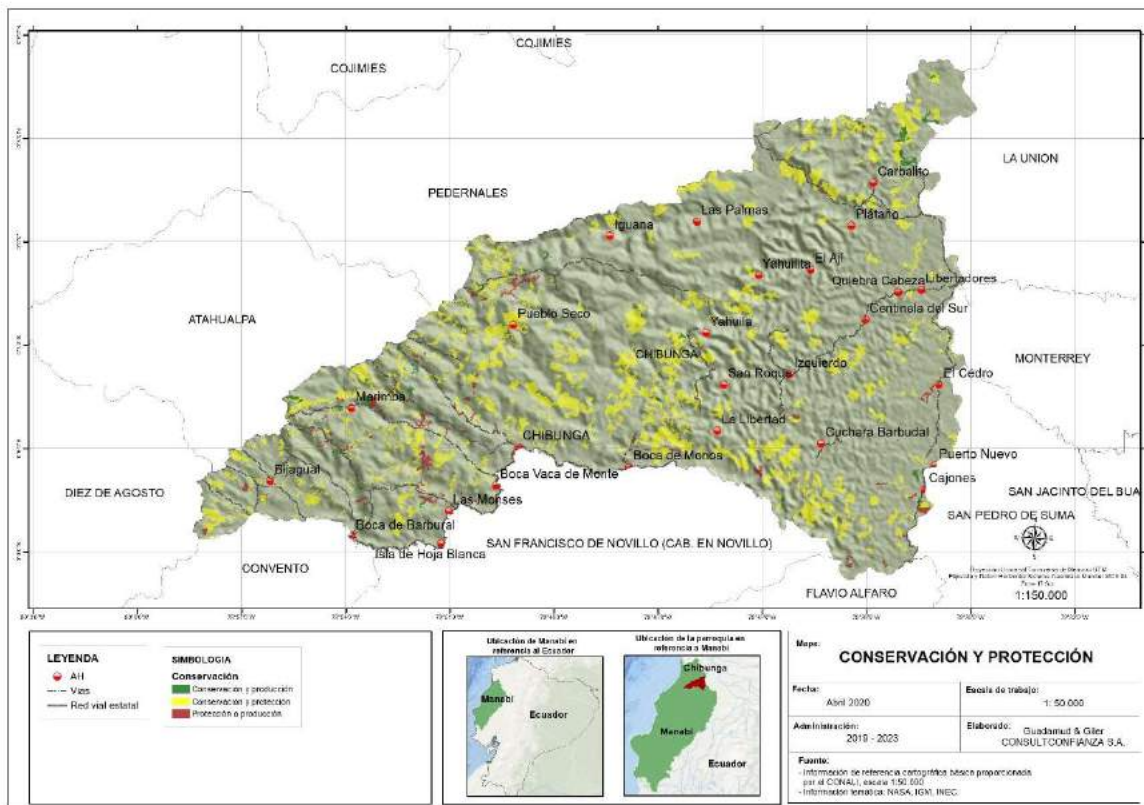 COJIMIES
COJIMIES
LA UNION
Carbalito
PEDERNALES
Las Palmas
Plátano
Iguana
Yahuilita
El Ají
Quiebra Cabeza
Libertadores
Centinela del Sur
ATAHUALPA
Pueblo Seco
Yahuila
CHIBUNGA
Izquierdo
MONTERREY
San Roque
El Cedro
Marimba
La Libertad
CHIBUNGA
Cuchara Barbudal
Boca de Monos
Puerto Nuevo
Bijagual
Boca Vaca de Monte
Cajones
DIEZ DE AGOSTO
Las Monses
SAN JACINTO DEL BUA
SAN PEDRO DE SUMA
Boca de Barbural
Isla de Hoja Blanca
SAN FRANCISCO DE NOVILLO (CAB. EN NOVILLO)
CONVENTO
FLAVIO ALFARO
1:150.000
LEYENDA
AH
Vias
Red vial estatal
SIMBOLOGIA
Conservación
Conservación y producción
Conservación y protección
Protección o producción
Ubicación de Manabi en
referencia al Ecuador
Manabi
Ecuador
Ubicación de la parroquia en
referencia a Manabi
Chibunga
Manabi
Ecuador
Mapa:
CONSERVACIÓN Y PROTECCIÓN
Fecha:
Abril 2020
Escala de trabajo:
1: 50.000
Administración:
2019 - 2023
Elaborado:
Guadamud & Giler
CONSULTCONFIANZA S.A.
Fuente:
- Información de referencia cartográfica básica proporcionada
por el CONALI, escala 1:50.000
- Información temática: NASA, IGM, INEC.